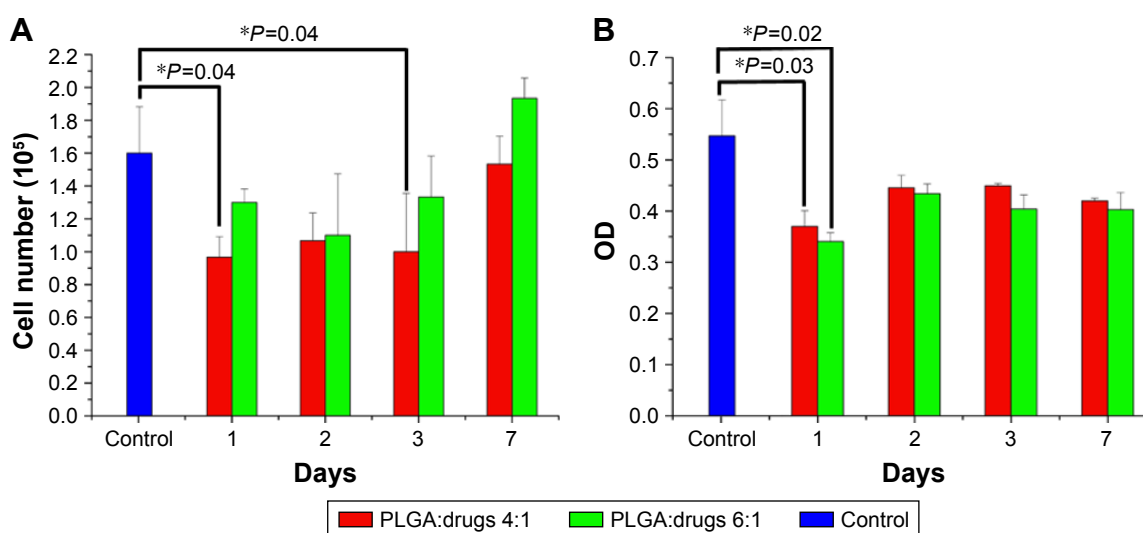 A
*P=0.04
*P=0.04
Cell number (10⁵)
2.2
2.0
1.8
1.6
1.4
1.2
1.0
0.8
0.6
0.4
0.2
0.0
Control 1 2 3 7
Days
B
*P=0.02
*P=0.03
OD
0.7
0.6
0.5
0.4
0.3
0.2
0.1
0.0
Control 1 2 3 7
Days
PLGA:drugs 4:1 PLGA:drugs 6:1 Control